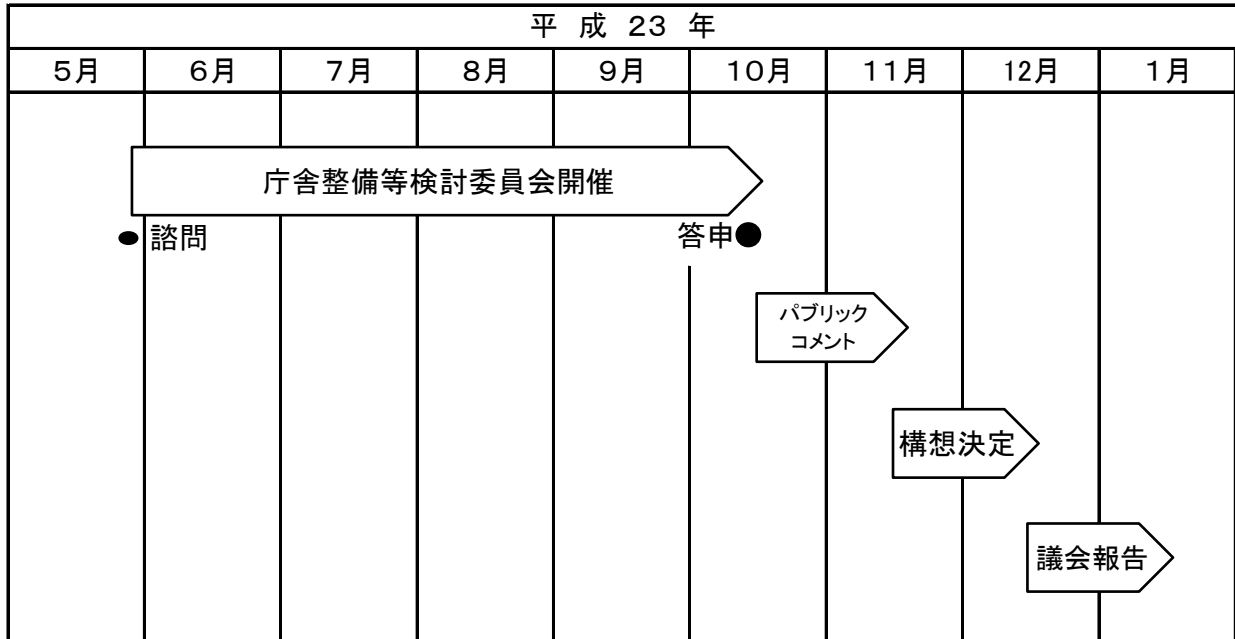 平 成 23 年
5月 6月 7月 8月 9月 10月 11月 12月 1月
庁舎整備等検討委員会開催
●諮問 答申●
パブリック
コメント
構想決定
議会報告